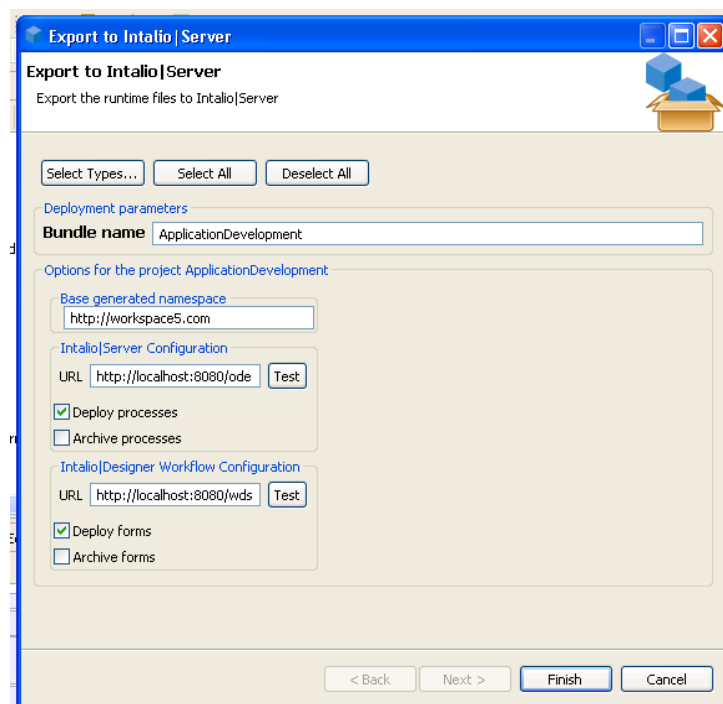 Export to Intalio|Server
Export to Intalio|Server
Export the runtime files to Intalio|Server
Select Types... Select All Deselect All
Deployment parameters
Bundle name ApplicationDevelopment
Options for the project ApplicationDevelopment
Base generated namespace
http://workspace5.com
Intalio|Server Configuration
URL http://localhost:8080/ode Test
Deploy processes
Archive processes
Intalio|Designer Workflow Configuration
URL http://localhost:8080/wds Test
Deploy forms
Archive forms
< Back Next > Finish Cancel